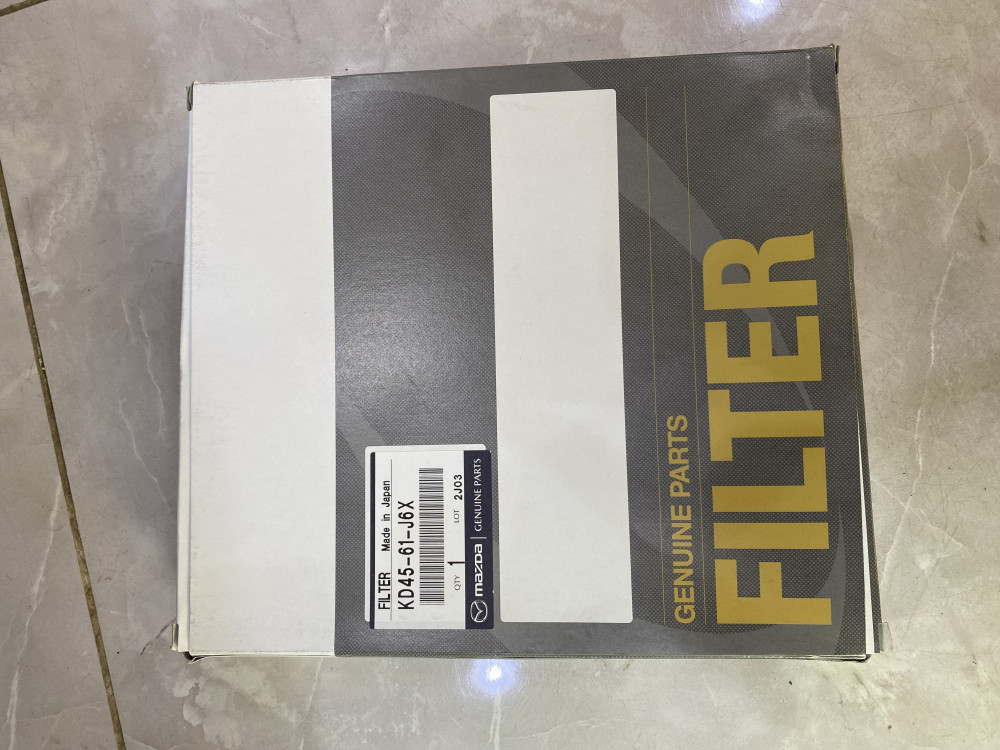 FILTER Made in Japan
KD45-61-J6X
QTY 1 LOT 2J03
mazda GENUINE PARTS
GENUINE PARTS
FILTER